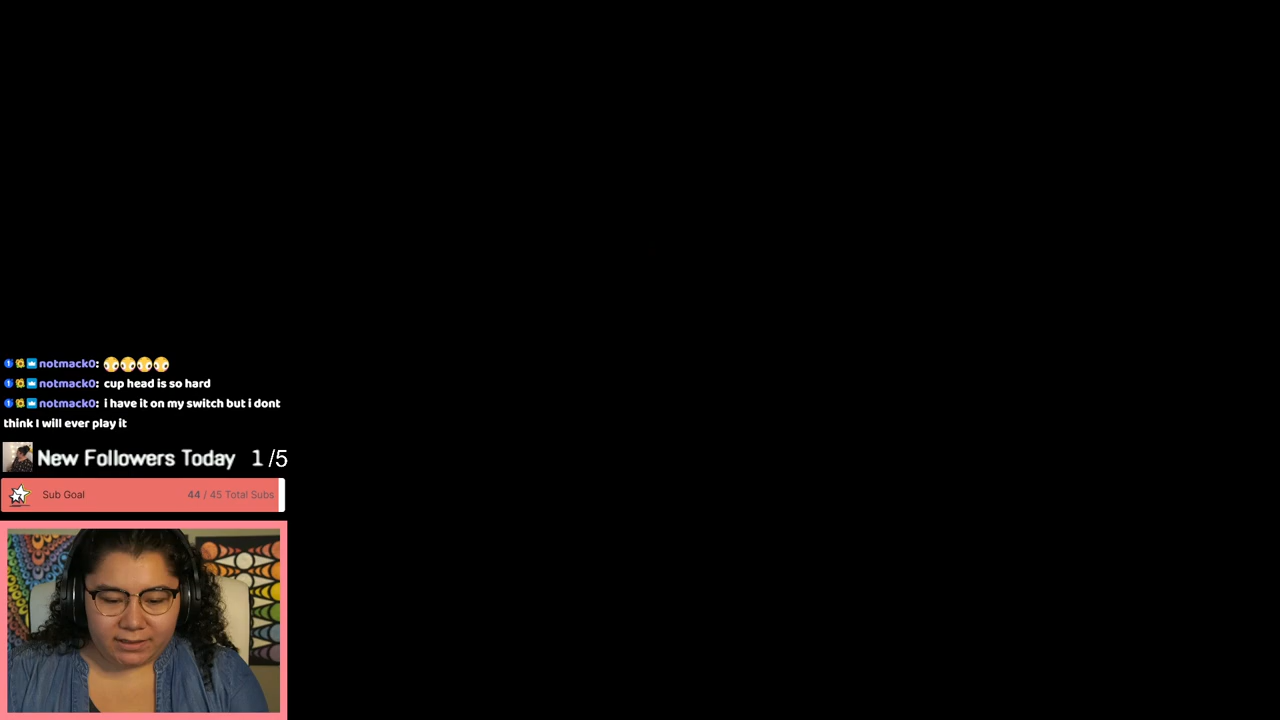 notmack0:
notmack0: cup head is so hard
notmack0: i have it on my switch but i dont
think I will ever play it
New Followers Today 1 /5
Sub Goal 44 / 45 Total Subs